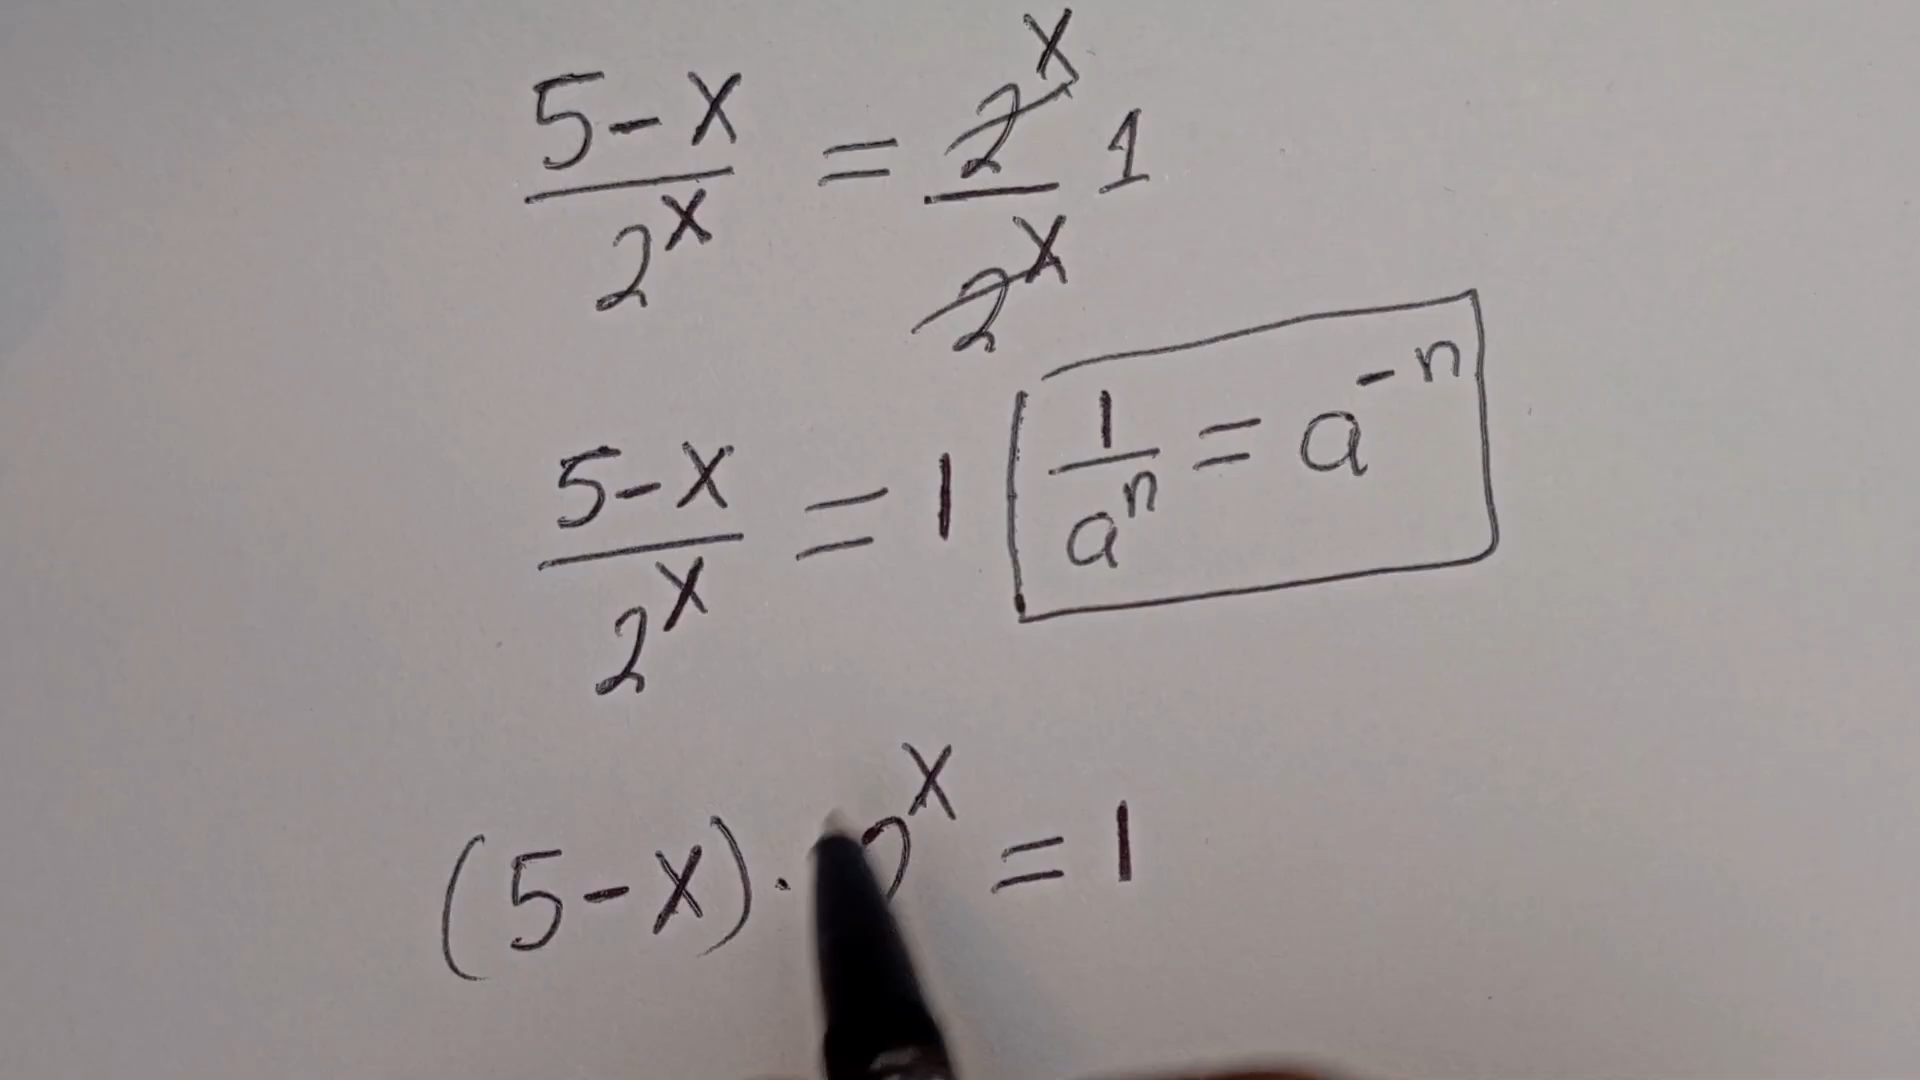 5-x/2^x = 2^x/2^x 1
5-x/2^x = 1
1/a^n = a^-n
(5-x)·2^x = 1